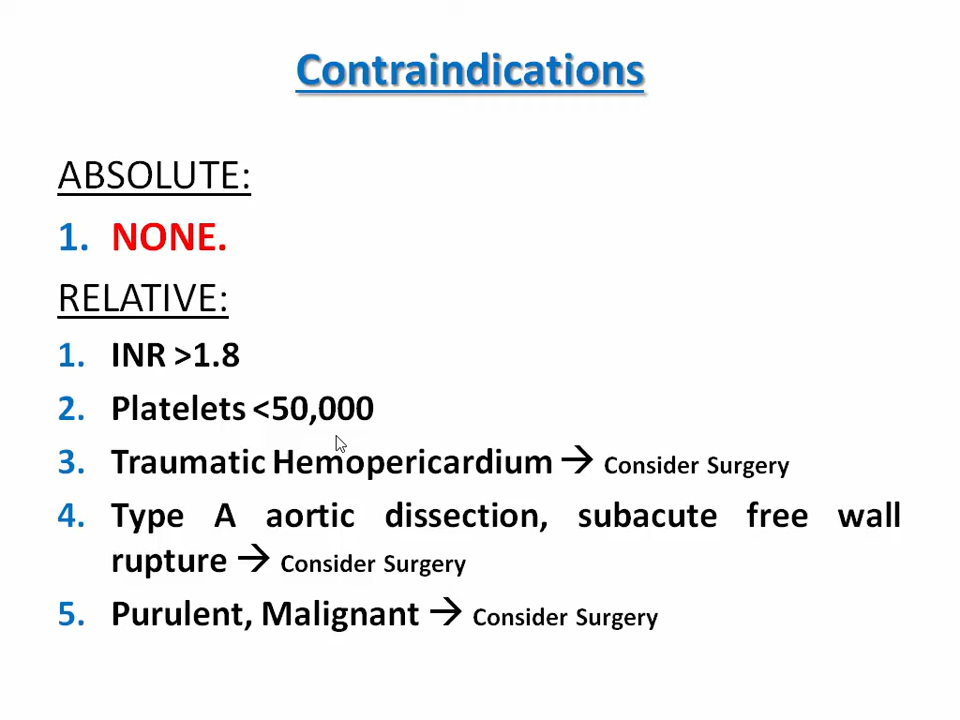 Contraindications
ABSOLUTE:
1. NONE.
RELATIVE:
1. INR >1.8
2. Platelets <50,000
3. Traumatic Hemopericardium → Consider Surgery
4. Type A aortic dissection, subacute free wall
rupture → Consider Surgery
5. Purulent, Malignant → Consider Surgery